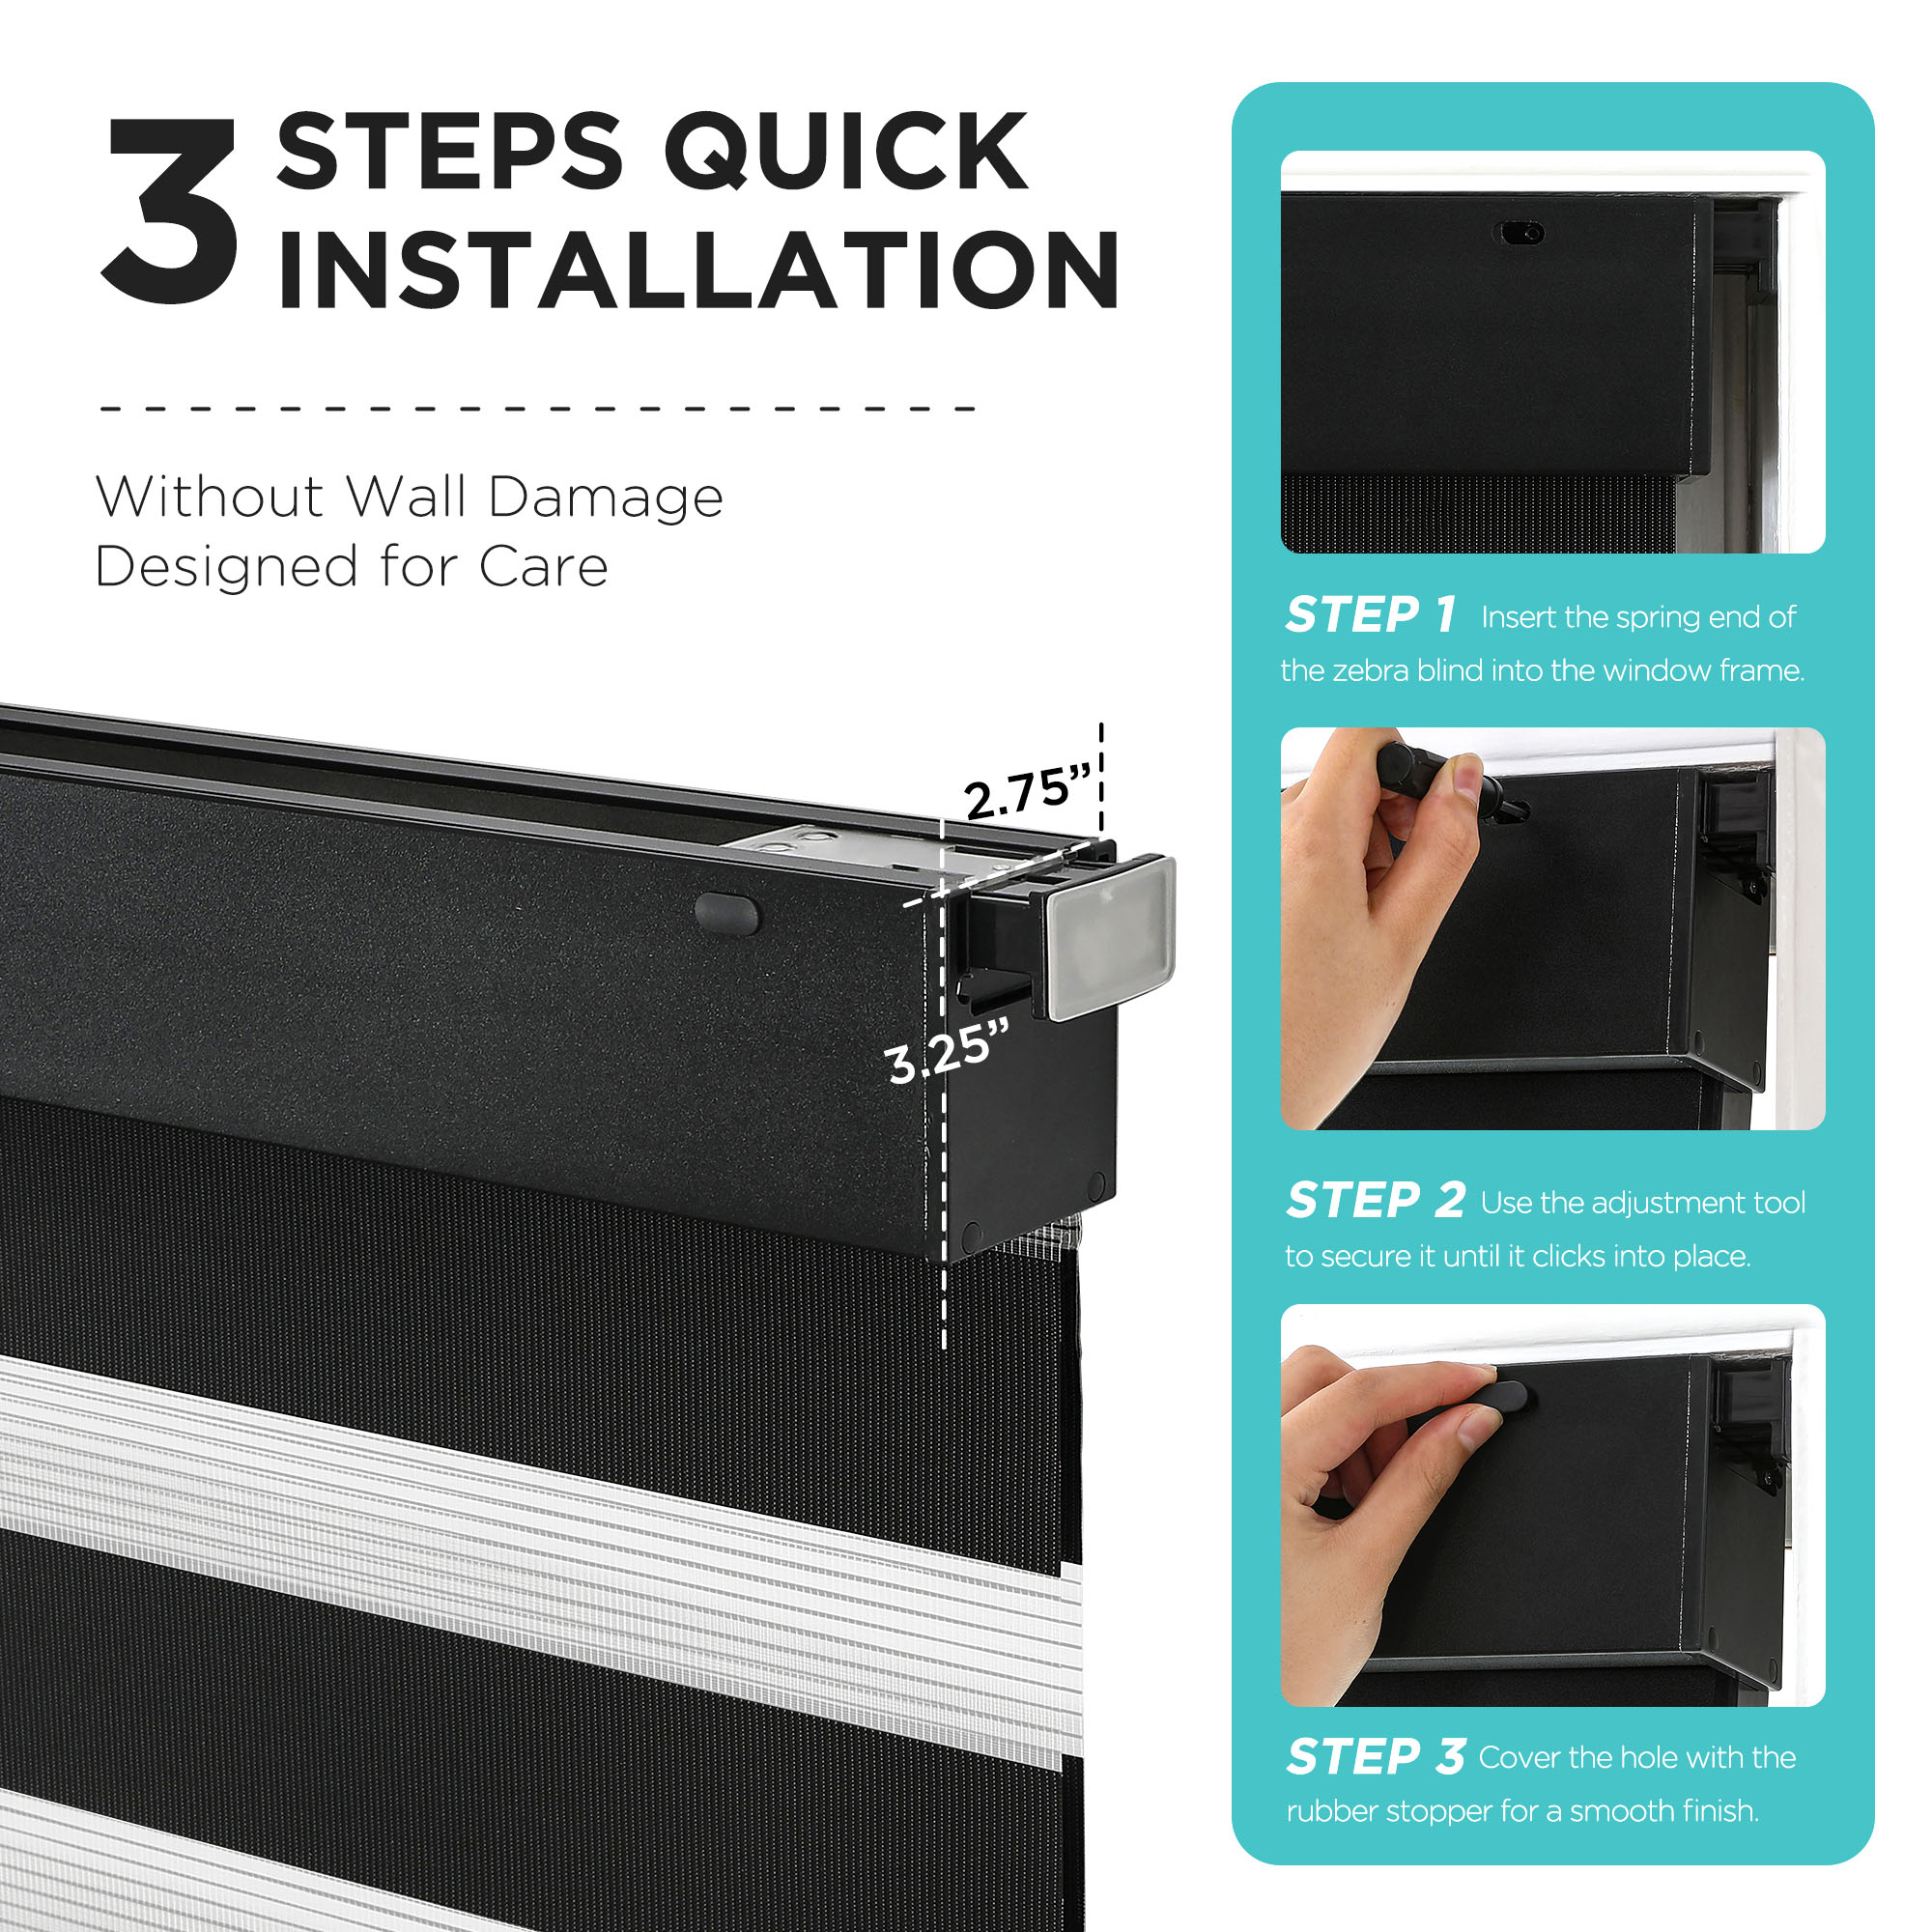 3 STEPS QUICK
INSTALLATION
Without Wall Damage
Designed for Care
2.75”
3.25”
STEP 1 Insert the spring end of
the zebra blind into the window frame.
STEP 2 Use the adjustment tool
to secure it until it clicks into place.
STEP 3 Cover the hole with the
rubber stopper for a smooth finish.